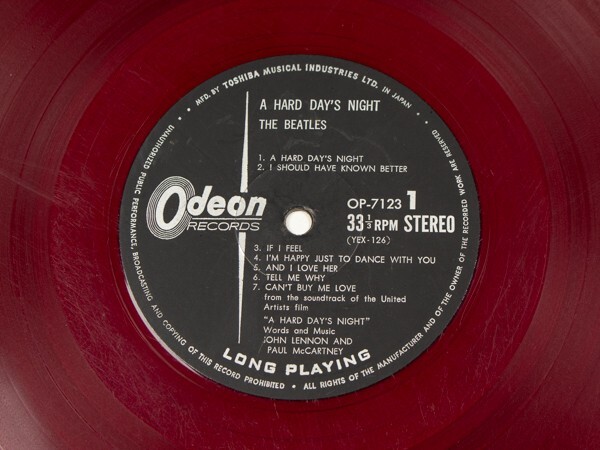 MFD. BY TOSHIBA MUSICAL INDUSTRIES LTD. IN JAPAN
A HARD DAY'S NIGHT
THE BEATLES
1. A HARD DAY'S NIGHT
2. I SHOULD HAVE KNOWN BETTER
Odeon
RECORDS
OP-7123 1
33 1/3 RPM STEREO
(YEX-126)
3. IF I FEEL
4. I'M HAPPY JUST TO DANCE WITH YOU
5. AND I LOVE HER
6. TELL ME WHY
7. CAN'T BUY ME LOVE
from the soundtrack of the United
Artists film
"A HARD DAY'S NIGHT"
Words and Music
JOHN LENNON AND
PAUL McCARTNEY
LONG PLAYING
UNAUTHORIZED PUBLIC PERFORMANCE, BROADCASTING AND COPYING OF THIS RECORD PROHIBITED • ALL RIGHTS OF THE MANUFACTURER AND OF THE OWNER OF THE RECORDED WORK ARE RESERVED